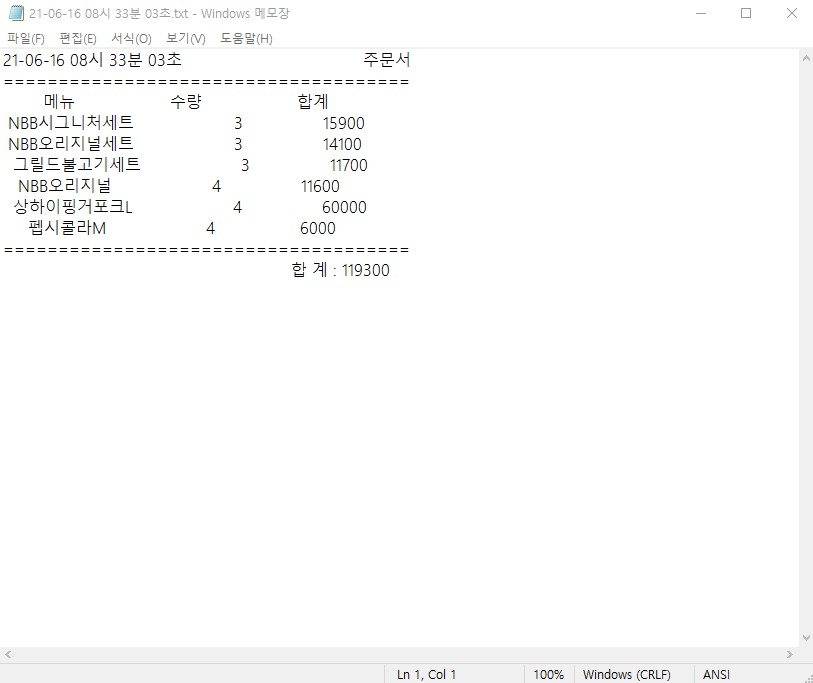 21-06-16 08시 33분 03초.txt - Windows 메모장
파일(F) 편집(E) 서식(O) 보기(V) 도움말(H)
21-06-16 08시 33분 03초 주문서
=====================================
메뉴 수량 합계
NBB시그니처세트 3 15900
NBB오리지널세트 3 14100
그릴드불고기세트 3 11700
NBB오리지널 4 11600
상하이핑거포크L 4 60000
펩시콜라M 4 6000
=====================================
합 계 : 119300
Ln 1, Col 1 100% Windows (CRLF) ANSI